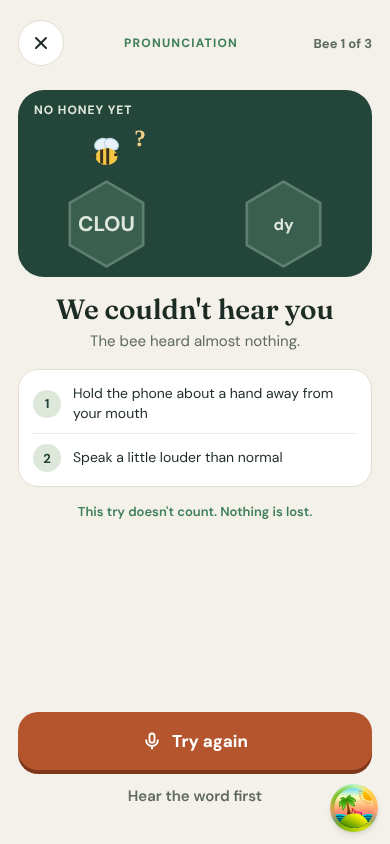 PRONUNCIATION
Bee 1 of 3
NO HONEY YET
?
CLOU
dy
We couldn't hear you
The bee heard almost nothing.
1
Hold the phone about a hand away from
your mouth
2
Speak a little louder than normal
This try doesn't count. Nothing is lost.
Try again
Hear the word first